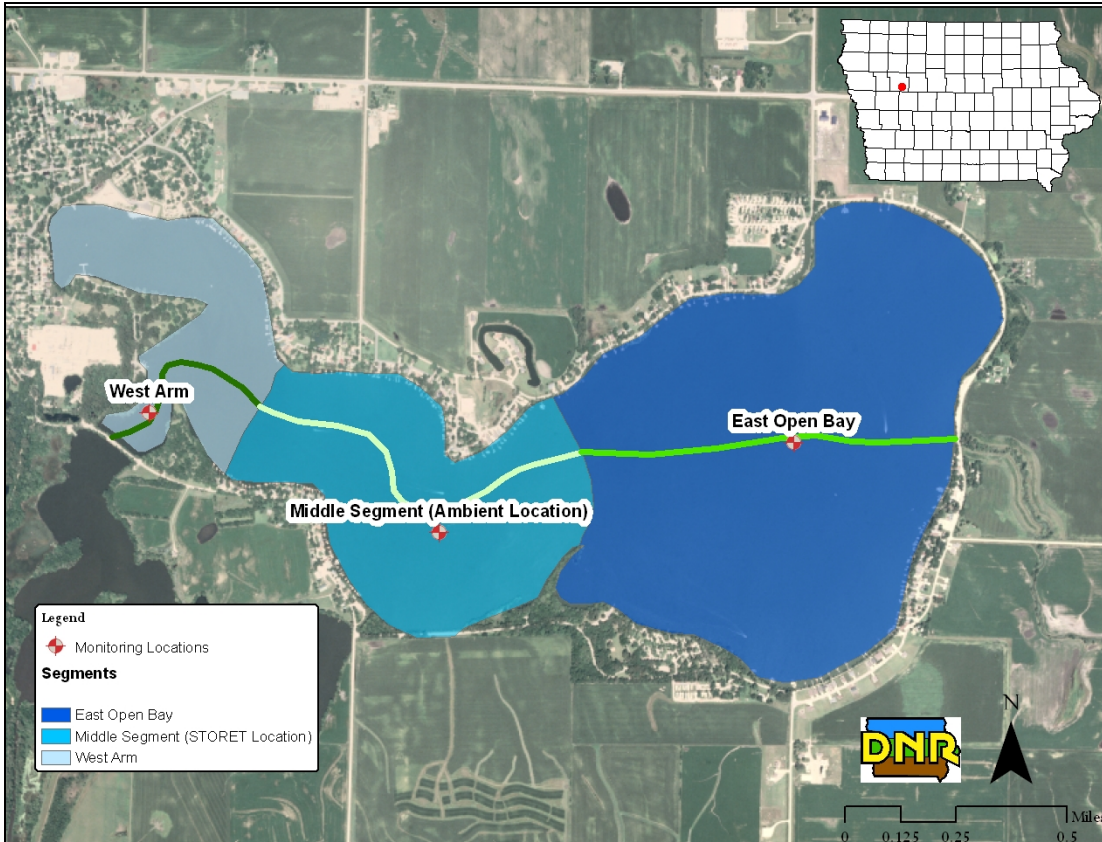 West Arm
East Open Bay
Middle Segment (Ambient Location)
Legend
Monitoring Locations
Segments
East Open Bay
Middle Segment (STORET Location)
West Arm
DNR
N
Miles
0 0.125 0.25 0.5